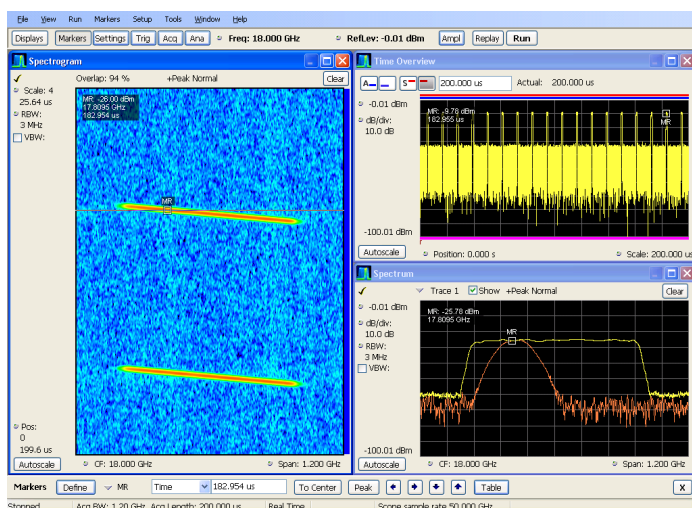 File View Run Markers Setup Tools Window Help
Displays Markers Settings Trig Acq Ana Freq: 18.000 GHz RefLev: -0.01 dBm Ampl Replay Run
Spectrogram
Overlap: 94 % +Peak Normal Clear
Scale: 4
25.64 us
RBW:
3 MHz
VBW:
MR: -26.00 dBm
17.8095 GHz
182.955 us
MR
Pos:
0
199.6 us
Autoscale CF: 18.000 GHz Span: 1.200 GHz
Time Overview
A S 200.000 us Actual: 200.000 us
-0.01 dBm
dB/div:
10.0 dB
MR: -9.78 dBm
182.955 us
MR
-100.01 dBm
Autoscale Position: 0.000 s Scale: 200.000 us
Spectrum
Trace 1 Show +Peak Normal Clear
-0.01 dBm
dB/div:
10.0 dB
RBW:
3 MHz
VBW:
MR: -25.78 dBm
17.8095 GHz
MR
-100.01 dBm
Autoscale CF: 18.000 GHz Span: 1.200 GHz
Markers Define MR Time 182.954 us To Center Peak Table X
Stopped Acq BW: 1.20 GHz, Acq Length: 200.000 us Real Time Scope sample rate 50.000 GHz